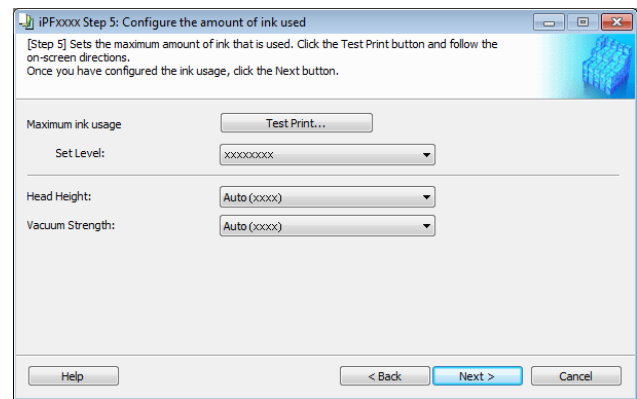 iPFxxxx Step 5: Configure the amount of ink used
[Step 5] Sets the maximum amount of ink that is used. Click the Test Print button and follow the
on-screen directions.
Once you have configured the ink usage, click the Next button.
Maximum ink usage Test Print...
Set Level: xxxxxxxx
Head Height: Auto (xxxx)
Vacuum Strength: Auto (xxxx)
Help < Back Next > Cancel